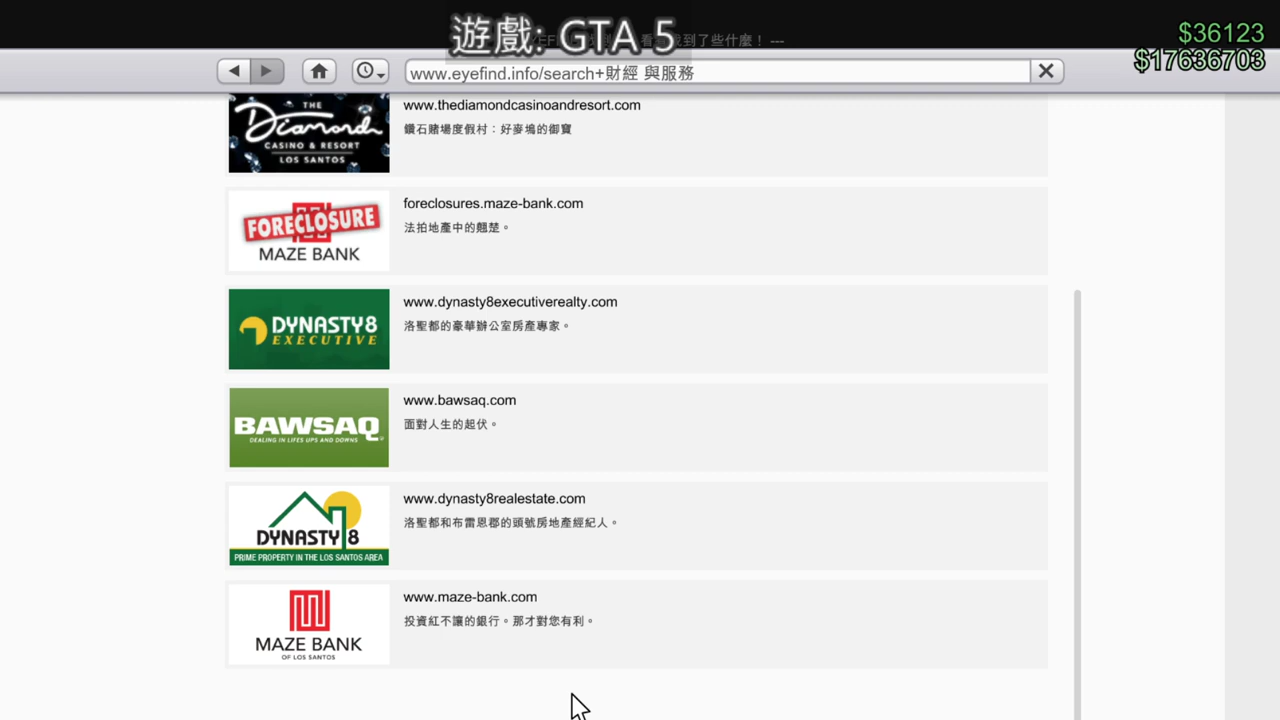 遊戲: GTA 5
到了些什麼！ ---
$36123
$17636703
www.eyefind.info/search+財經 與服務
THE
Diamond
CASINO & RESORT
LOS SANTOS
www.thediamondcasinoandresort.com
鑽石賭場度假村：好麥塢的御寶
FORECLOSURE
MAZE BANK
foreclosures.maze-bank.com
法拍地產中的翹楚。
DYNASTY8
EXECUTIVE
www.dynasty8executiverealty.com
洛聖都的豪華辦公室房產專家。
BAWSAQ
DEALING IN LIFES UPS AND DOWNS
www.bawsaq.com
面對人生的起伏。
DYNASTY 8
PRIME PROPERTY IN THE LOS SANTOS AREA
www.dynasty8realestate.com
洛聖都和布雷恩郡的頭號房地產經紀人。
MAZE BANK
OF LOS SANTOS
www.maze-bank.com
投資紅不讓的銀行。那才對您有利。